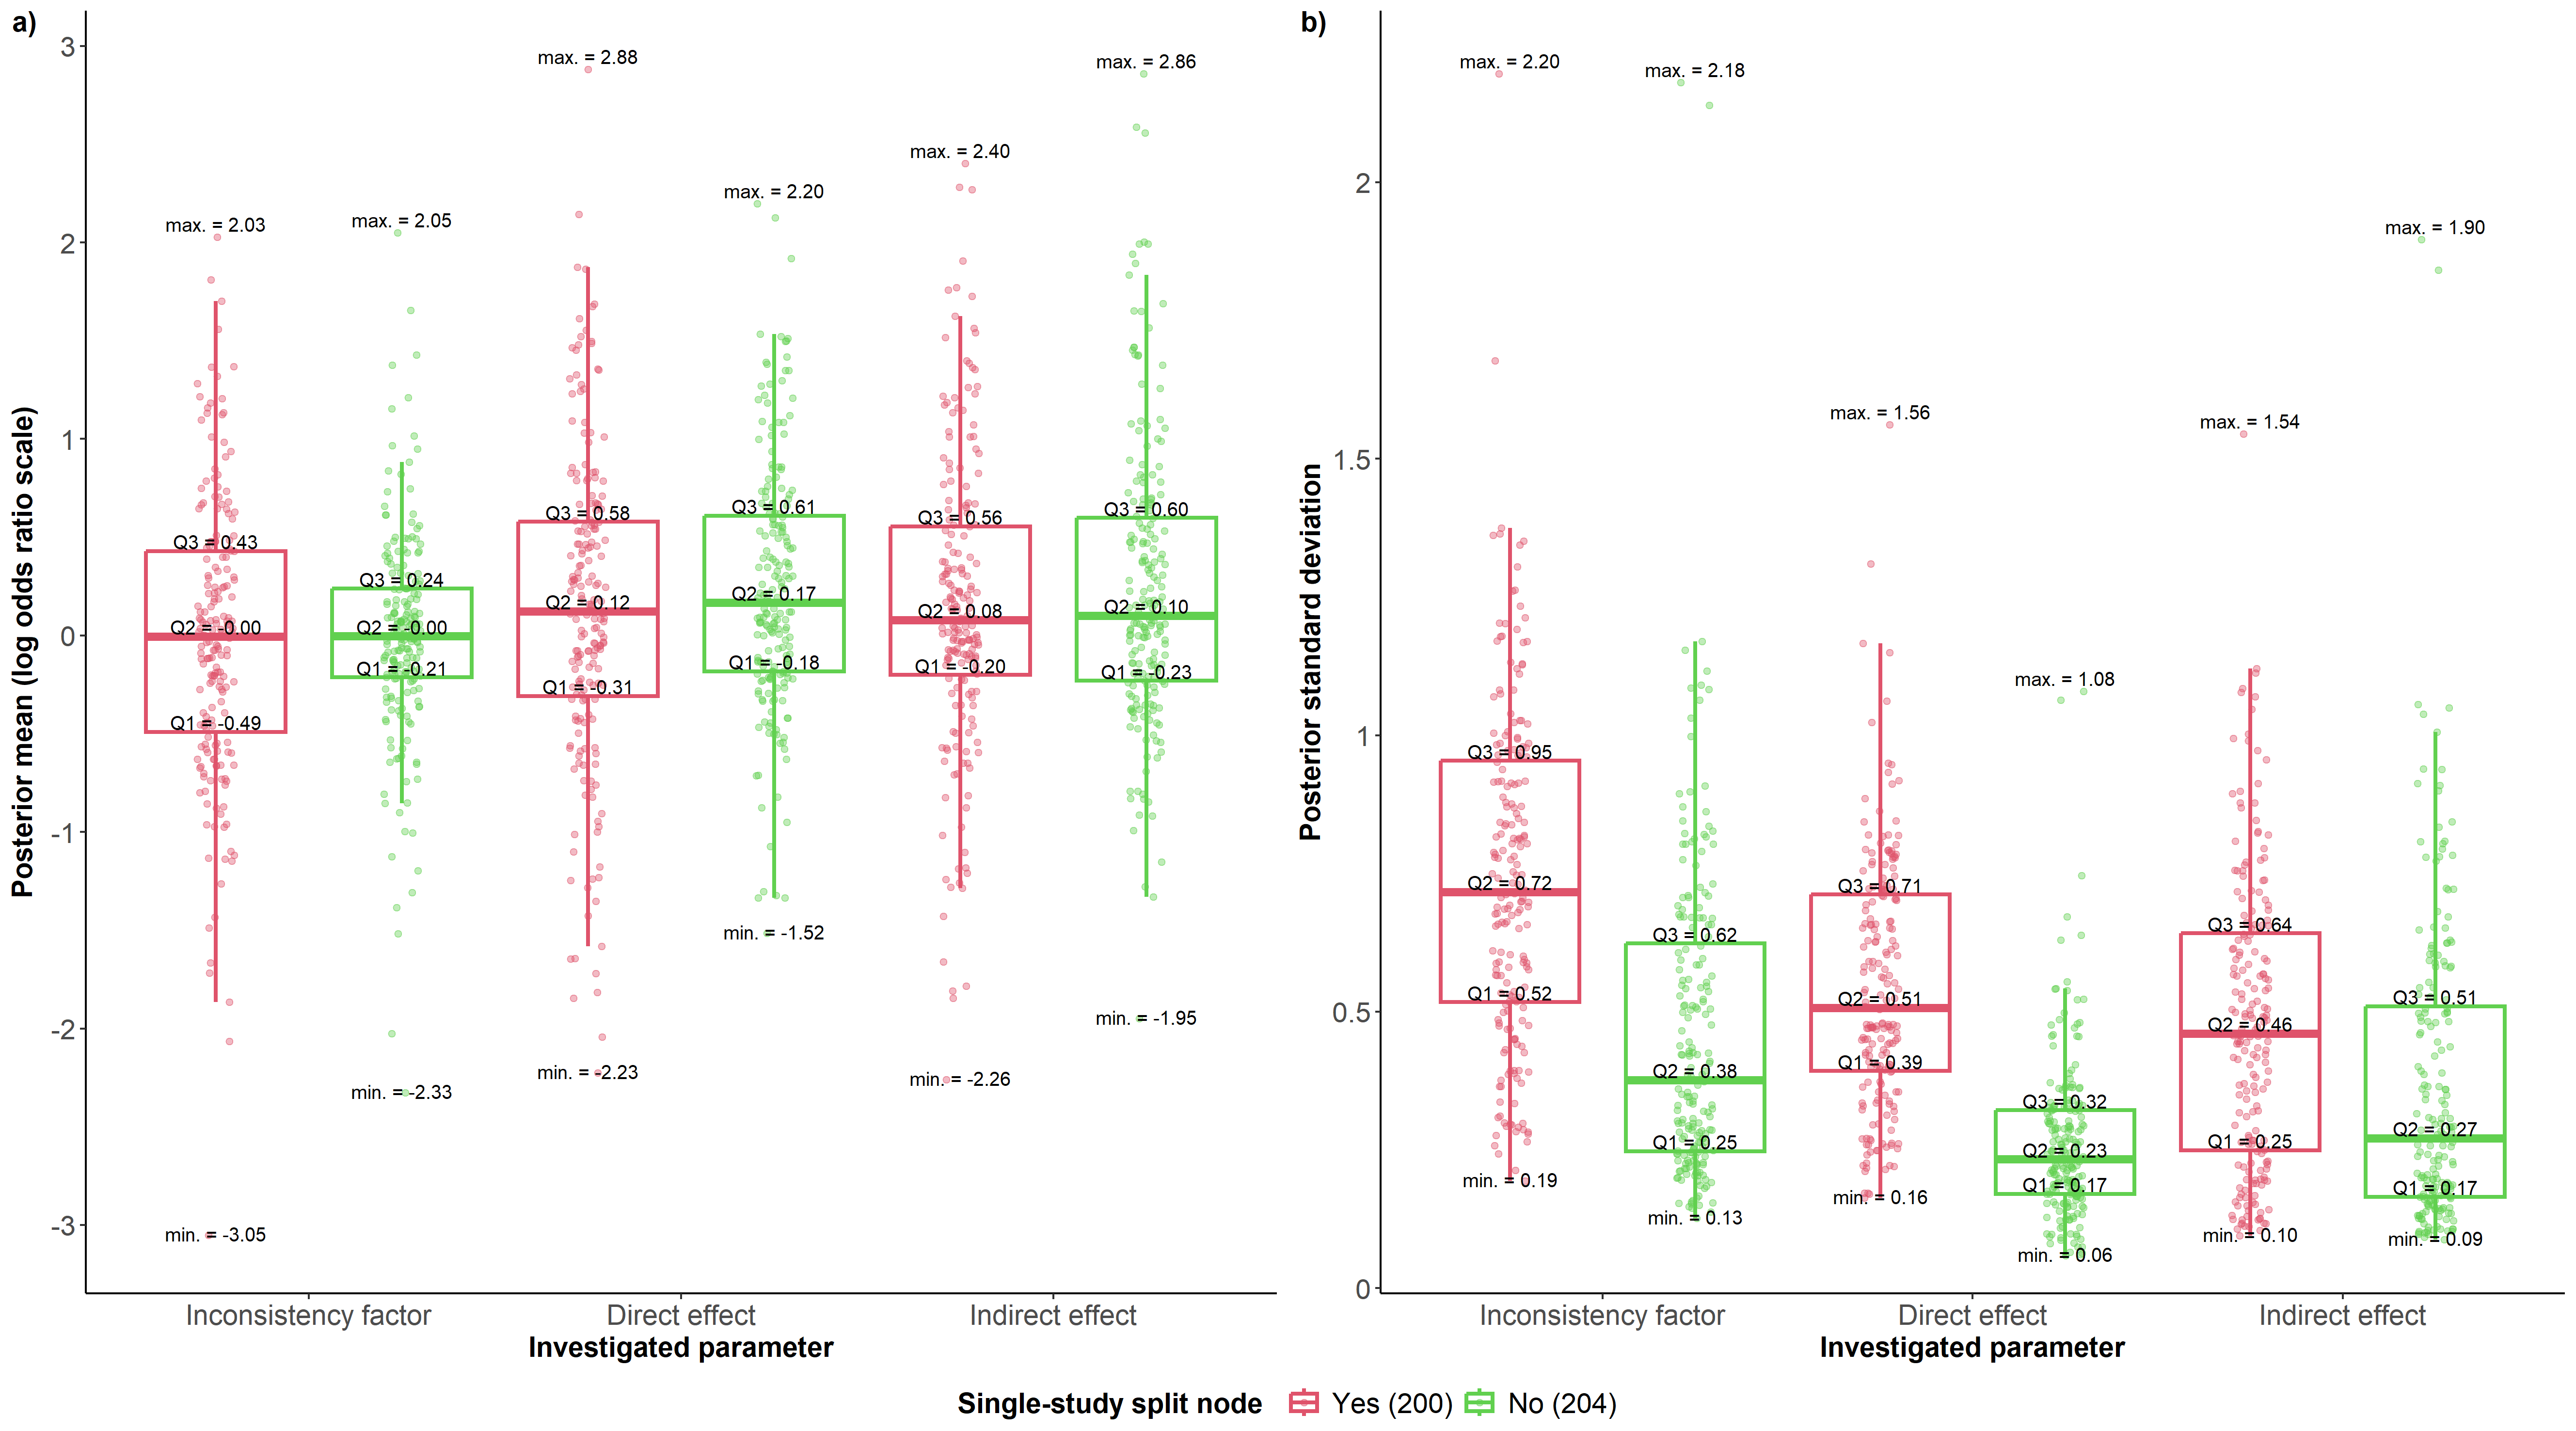 a)
Posterior mean (log odds ratio scale)
3
2
1
0
-1
-2
-3
max. = 2.03
Q3 = 0.43
Q2 = -0.00
Q1 = -0.49
min. = -3.05
max. = 2.05
Q3 = 0.24
Q2 = -0.00
Q1 = -0.21
min. = -2.33
max. = 2.88
Q3 = 0.58
Q2 = 0.12
Q1 = -0.31
min. = -2.23
max. = 2.20
Q3 = 0.61
Q2 = 0.17
Q1 = -0.18
min. = -1.52
max. = 2.40
Q3 = 0.56
Q2 = 0.08
Q1 = -0.20
min. = -2.26
max. = 2.86
Q3 = 0.60
Q2 = 0.10
Q1 = -0.23
min. = -1.95
Inconsistency factor
Direct effect
Indirect effect
Investigated parameter
b)
Posterior standard deviation
2
1.5
1
0.5
0
max. = 2.20
Q3 = 0.95
Q2 = 0.72
Q1 = 0.52
min. = 0.19
max. = 2.18
Q3 = 0.62
Q2 = 0.38
Q1 = 0.25
min. = 0.13
max. = 1.56
Q3 = 0.71
Q2 = 0.51
Q1 = 0.39
min. = 0.16
max. = 1.08
Q3 = 0.32
Q2 = 0.23
Q1 = 0.17
min. = 0.06
max. = 1.54
Q3 = 0.64
Q2 = 0.46
Q1 = 0.25
min. = 0.10
max. = 1.90
Q3 = 0.51
Q2 = 0.27
Q1 = 0.17
min. = 0.09
Inconsistency factor
Direct effect
Indirect effect
Investigated parameter
Single-study split node
Yes (200)
No (204)